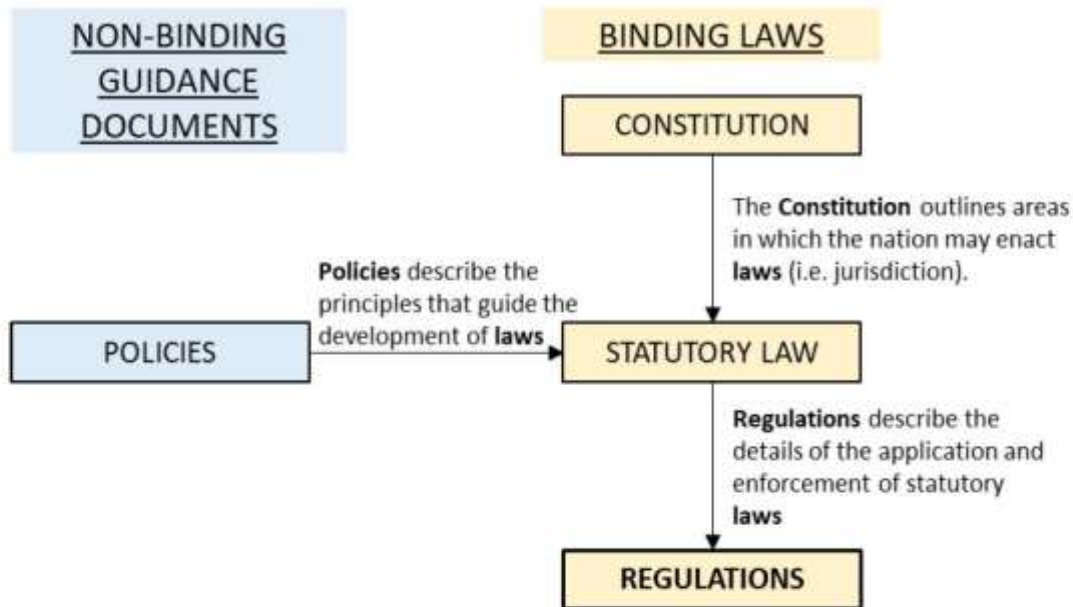 NON-BINDING
GUIDANCE
DOCUMENTS
BINDING LAWS
CONSTITUTION
The Constitution outlines areas
in which the nation may enact
laws (i.e. jurisdiction).
Policies describe the
principles that guide the
development of laws
POLICIES
STATUTORY LAW
Regulations describe the
details of the application and
enforcement of statutory
laws
REGULATIONS